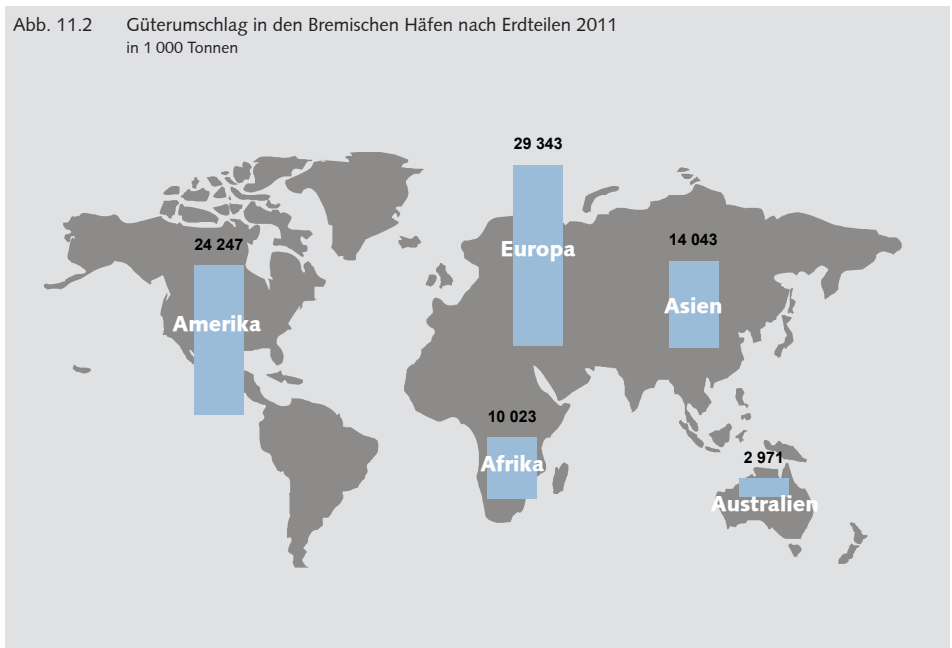 Abb. 11.2 Güterumschlag in den Bremischen Häfen nach Erdteilen 2011
in 1 000 Tonnen
29 343
24 247
Europa
14 043
Amerika
Asien
10 023
Afrika
2 971
Australien